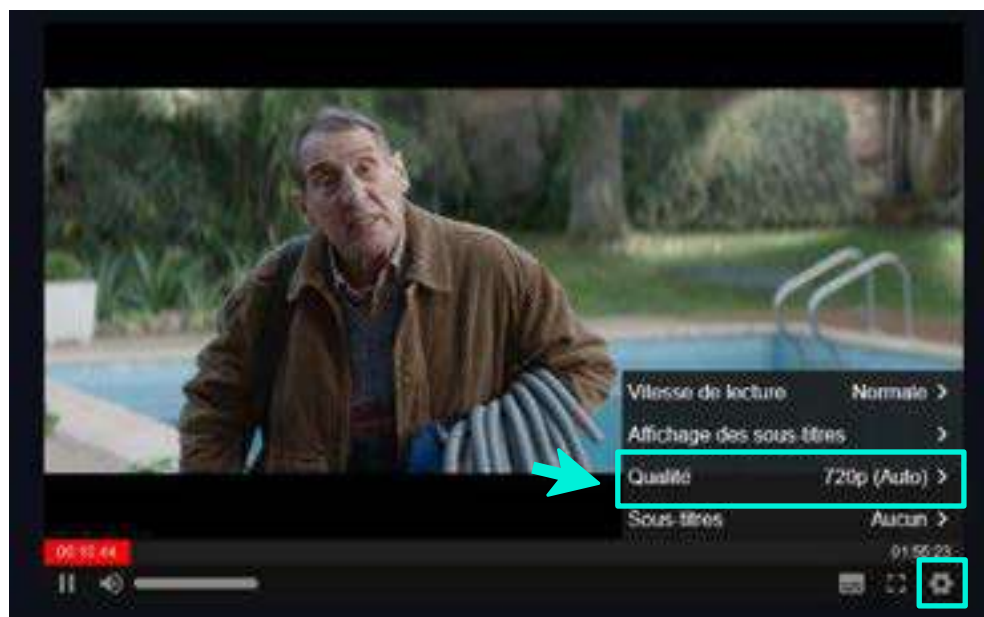 Vitesse de lecture Normale >
Affichage des sous-titres >
Qualité 720p (Auto) >
Sous-titres Aucun >
00:10:44 01:55:23